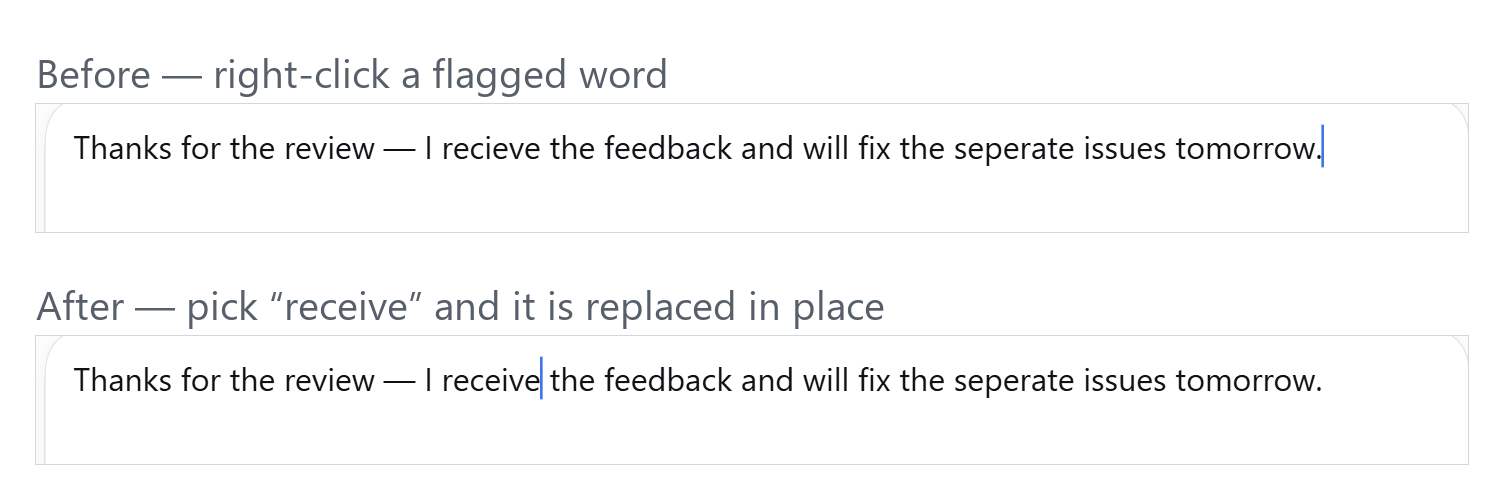 Before — right-click a flagged word
Thanks for the review — I recieve the feedback and will fix the seperate issues tomorrow.
After — pick “receive” and it is replaced in place
Thanks for the review — I receive the feedback and will fix the seperate issues tomorrow.